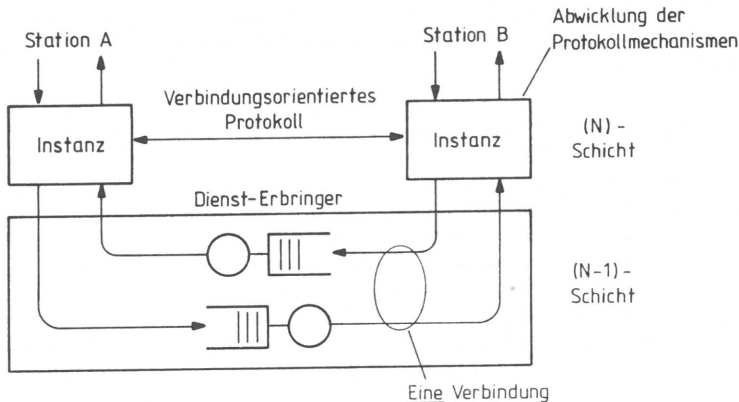 Abwicklung der
Protokollmechanismen
Station A
Station B
Verbindungsorientiertes
Protokoll
Instanz
Instanz
(N) -
Schicht
Dienst-Erbringer
(N-1) -
Schicht
Eine Verbindung